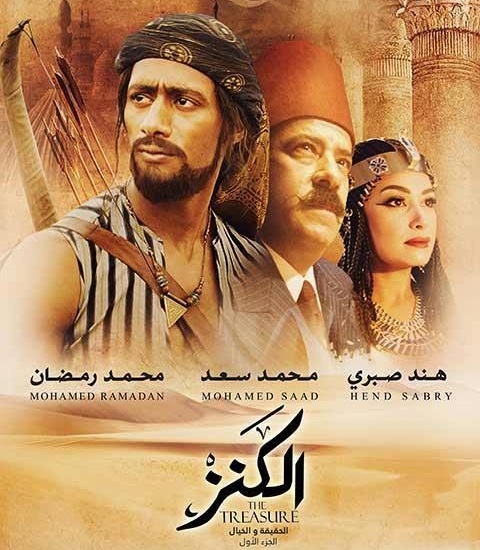 محمد رمضان محمد سعد هند صبري
MOHAMED RAMADAN MOHAMED SAAD HEND SABRY
الكنز
THE
TREASURE
الحقيقة و الخيال
الجزء الأول